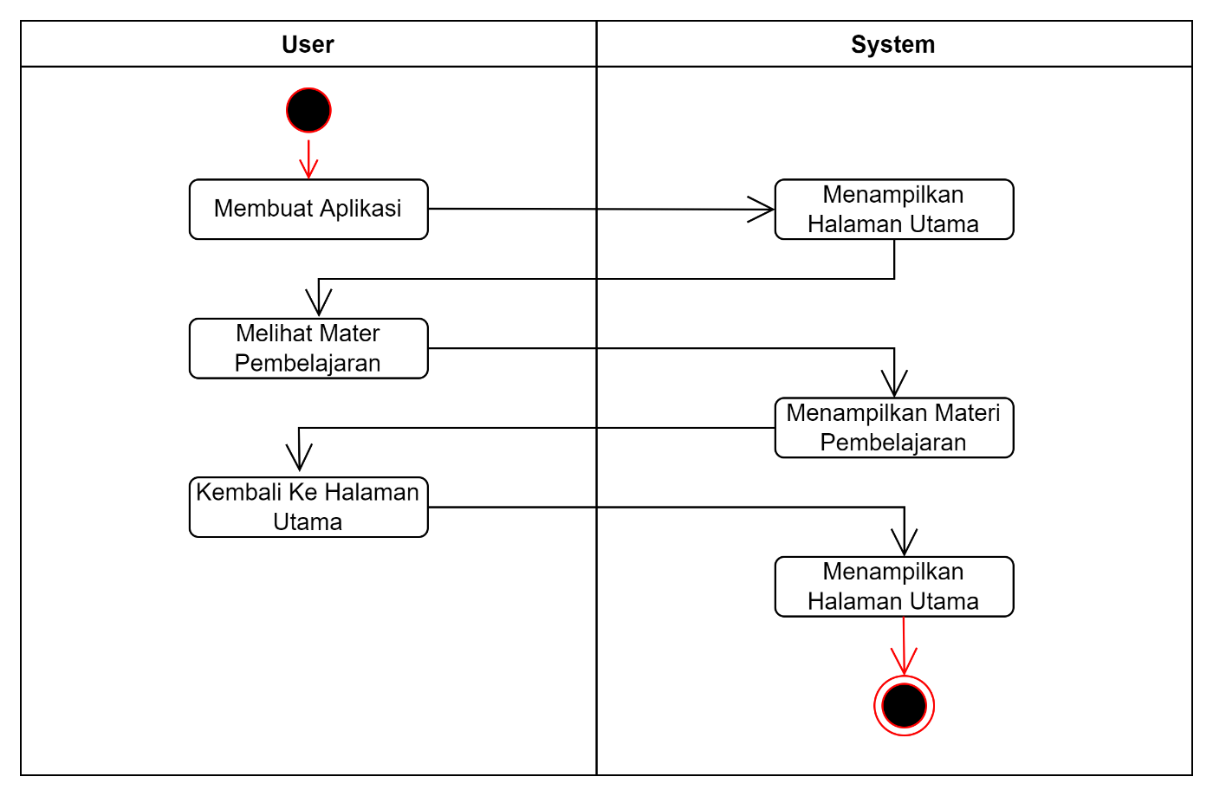 User
System
Membuat Aplikasi
Menampilkan
Halaman Utama
Melihat Mater
Pembelajaran
Menampilkan Materi
Pembelajaran
Kembali Ke Halaman
Utama
Menampilkan
Halaman Utama